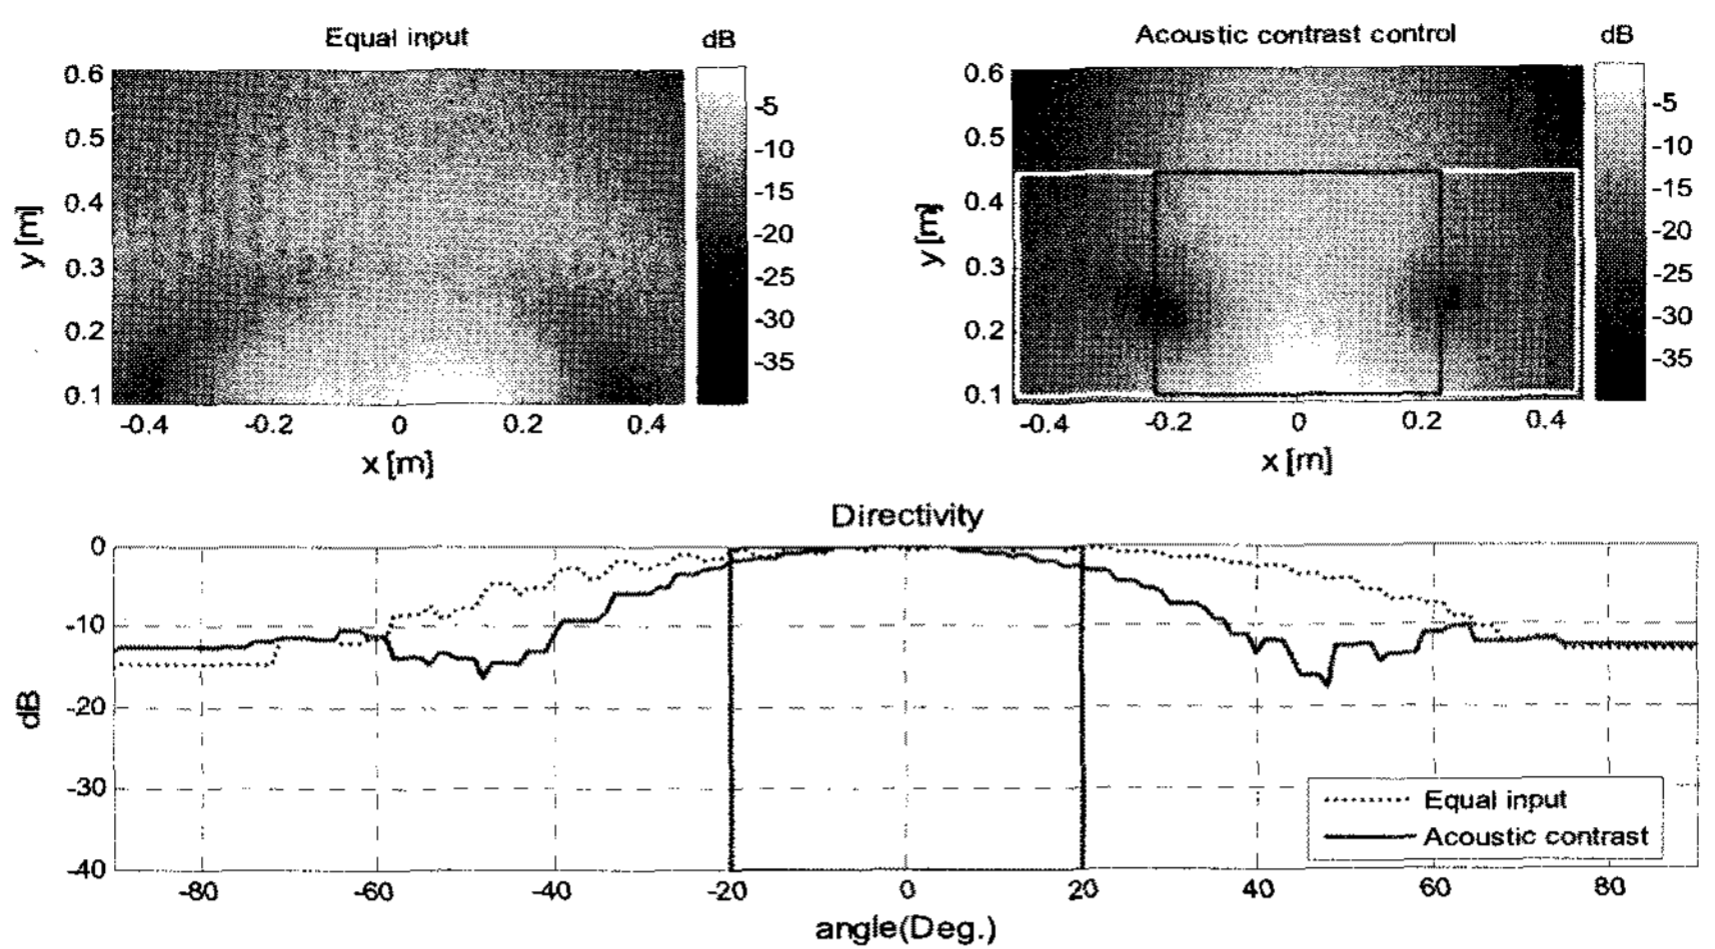 Equal input
dB
0.6
0.5
0.4
0.3
0.2
0.1
y [m]
-5
-10
-15
-20
-25
-30
-35
-0.4 -0.2 0 0.2 0.4
x [m]
Acoustic contrast control
dB
0.6
0.5
0.4
0.3
0.2
0.1
y [m]
-5
-10
-15
-20
-25
-30
-35
-0.4 -0.2 0 0.2 0.4
x [m]
Directivity
0
-10
-20
-30
-40
dB
-80 -60 -40 -20 0 20 40 60 80
angle(Deg.)
Equal input
Acoustic contrast